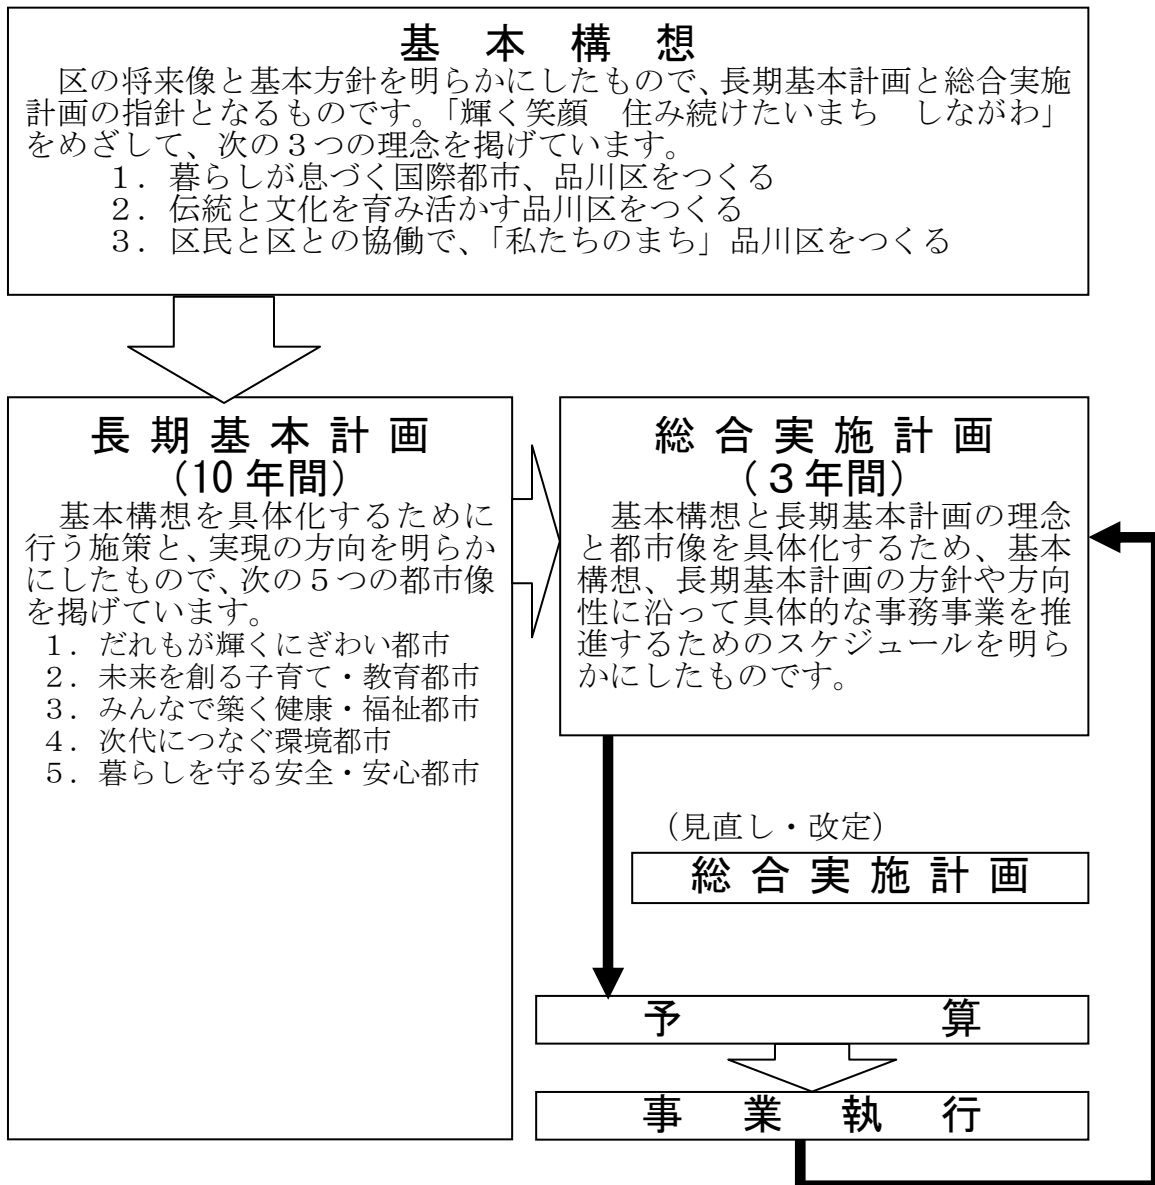 基本構想
区の将来像と基本方針を明らかにしたもので、長期基本計画と総合実施
計画の指針となるものです。「輝く笑顔　住み続けたいまち　しながわ」
をめざして、次の３つの理念を掲げています。
１．暮らしが息づく国際都市、品川区をつくる
２．伝統と文化を育み活かす品川区をつくる
３．区民と区との協働で、「私たちのまち」品川区をつくる
長期基本計画
（10年間）
基本構想を具体化するために
行う施策と、実現の方向を明らか
にしたもので、次の５つの都市像
を掲げています。
１．だれもが輝くにぎわい都市
２．未来を創る子育て・教育都市
３．みんなで築く健康・福祉都市
４．次代につなぐ環境都市
５．暮らしを守る安全・安心都市
総合実施計画
（３年間）
基本構想と長期基本計画の理念
と都市像を具体化するため、基本
構想、長期基本計画の方針や方向
性に沿って具体的な事務事業を推
進するためのスケジュールを明ら
かにしたものです。
（見直し・改定）
総合実施計画
予算
事業執行